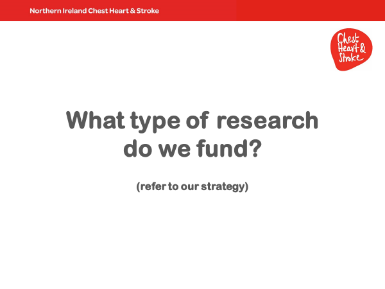 Northern Ireland Chest Heart & Stroke
Chest
Heart &
Stroke
What type of research
do we fund?
(refer to our strategy)